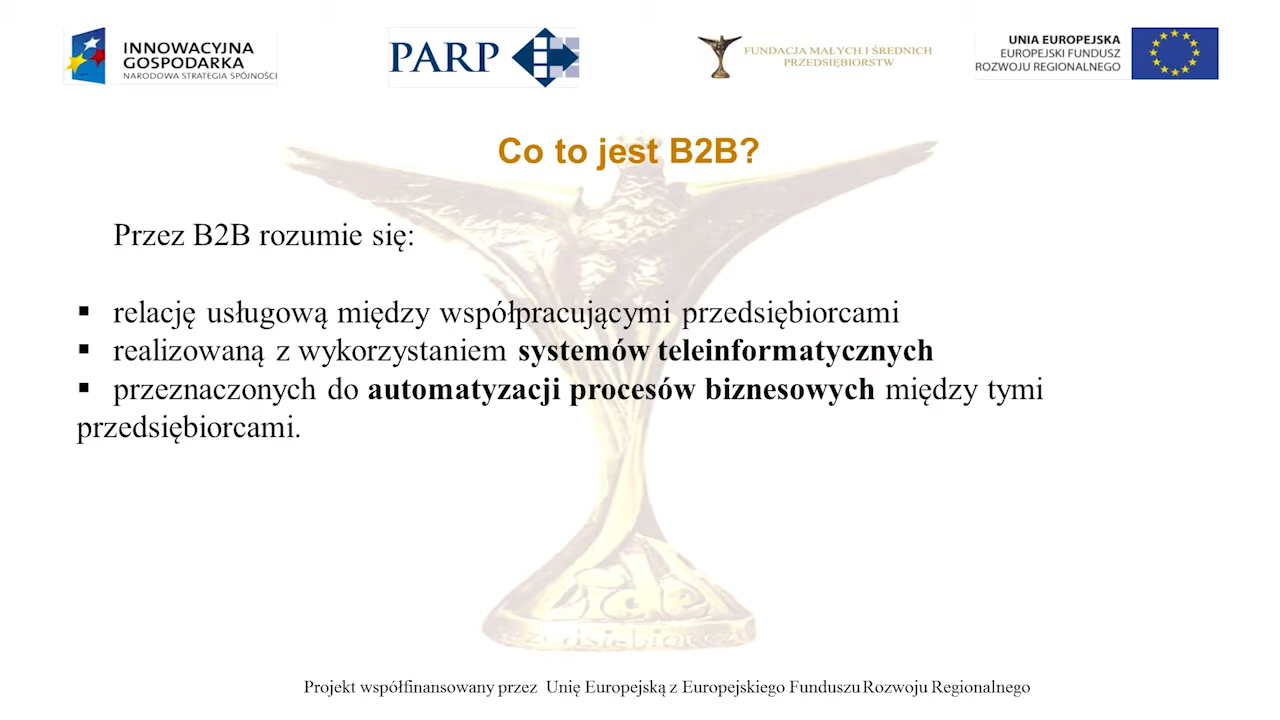 INNOWACYJNA
GOSPODARKA
NARODOWA STRATEGIA SPÓJNOŚCI
PARP
FUNDACJA MAŁYCH I ŚREDNICH
PRZEDSIĘBIORSTW
UNIA EUROPEJSKA
EUROPEJSKI FUNDUSZ
ROZWOJU REGIONALNEGO
Co to jest B2B?
Przez B2B rozumie się:
▪ relację usługową między współpracującymi przedsiębiorcami
▪ realizowaną z wykorzystaniem systemów teleinformatycznych
▪ przeznaczonych do automatyzacji procesów biznesowych między tymi
przedsiębiorcami.
Projekt współfinansowany przez Unię Europejską z Europejskiego Funduszu Rozwoju Regionalnego